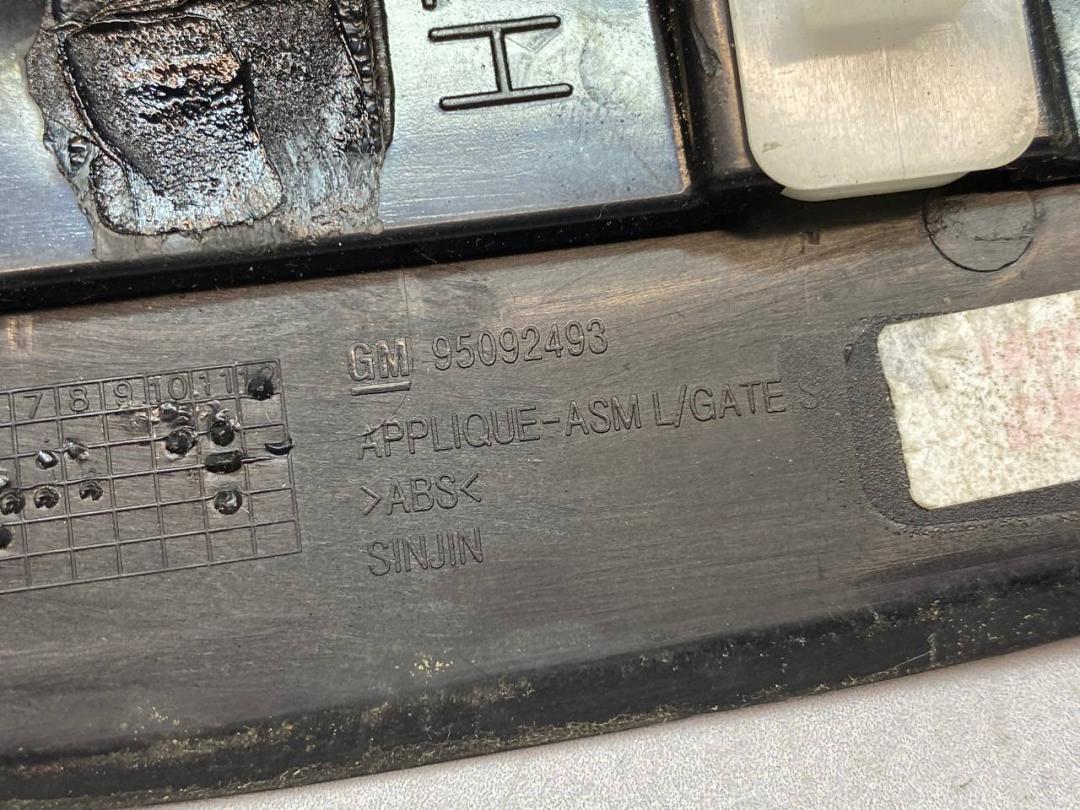 H
GM 95092493
APPLIQUE-ASM L/GATE S
>ABS<
SINJIN
7 8 9 10 11 12